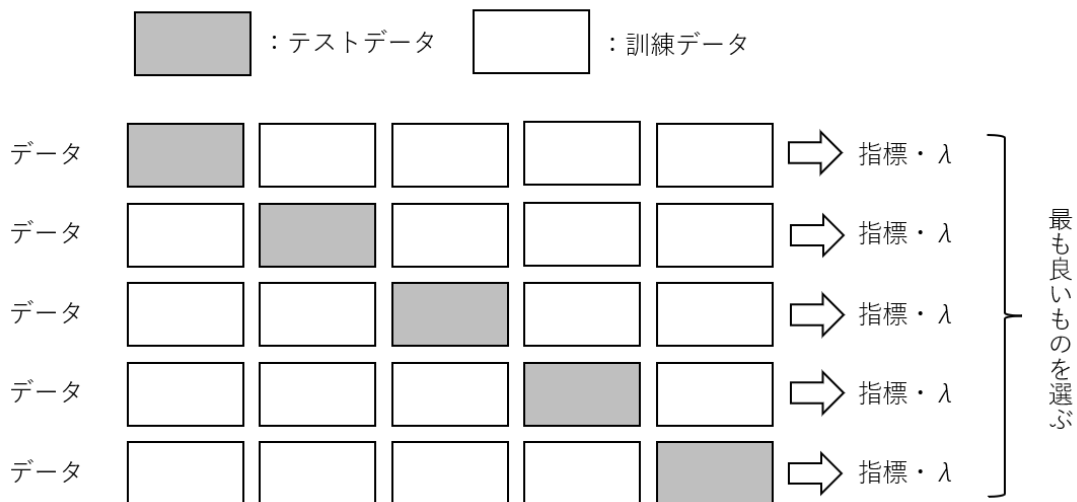 ：テストデータ
：訓練データ
データ
指標・λ
データ
指標・λ
データ
指標・λ
データ
指標・λ
データ
指標・λ
最も良いものを選ぶ